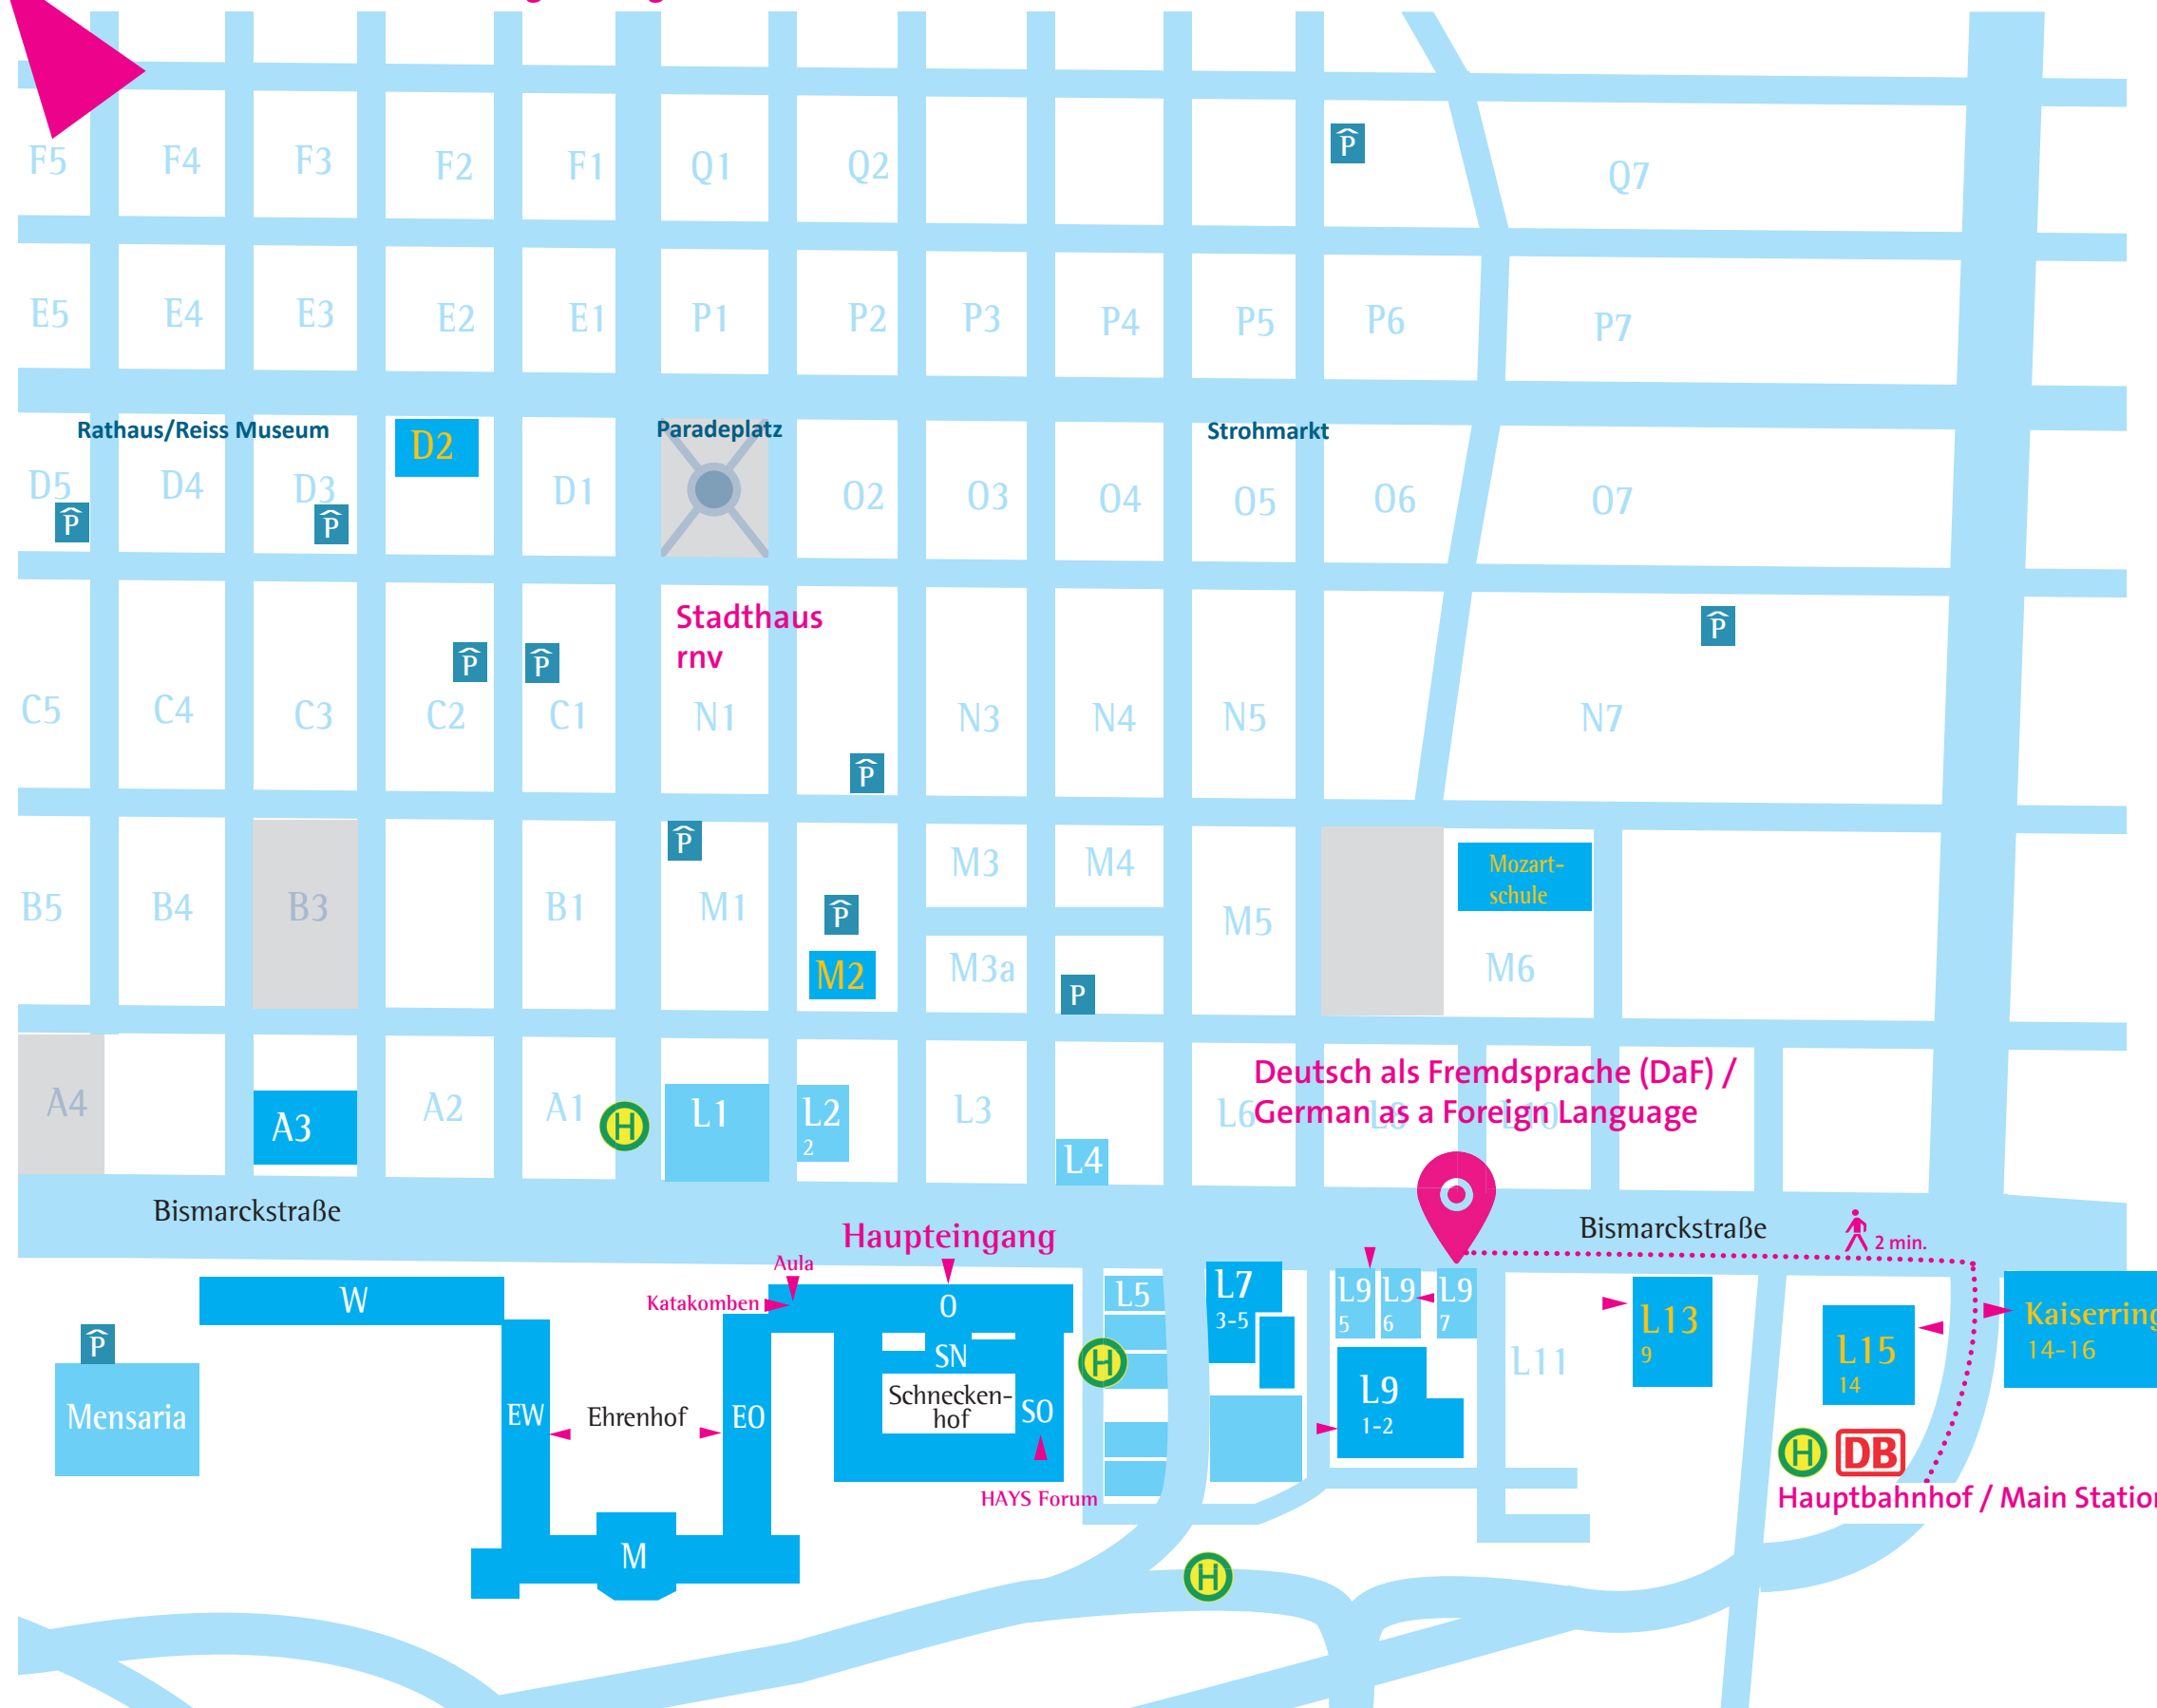 F5
F4
F3
F2
F1
Q1
Q2
P
Q7
E5
E4
E3
E2
E1
P1
P2
P3
P4
P5
P6
P7
Rathaus/Reiss Museum
Paradeplatz
Strohmarkt
D5
P
D4
D3
P
D2
D1
O2
O3
O4
O5
O6
O7
Stadthaus
rnv
P
P
P
C5
C4
C3
C2
C1
N1
N3
N4
N5
N7
P
P
B5
B4
B3
B1
M1
P
M2
M3
M4
M3a
P
M5
Mozart-
schule
M6
Deutsch als Fremdsprache (DaF) /
German as a Foreign Language
A4
A3
A2
A1
H
L1
L2
2
L3
L4
L6
L8
L10
Bismarckstraße
Haupteingang
Bismarckstraße
2 min.
Aula
Katakomben
W
O
SN
Schnecken-
hof
SO
HAYS Forum
P
Mensaria
EW
Ehrenhof
EO
M
L5
H
L7
3-5
L9
5
L9
6
L9
7
L9
1-2
L11
L13
9
L15
14
Kaiserring
14-16
H
DB
Hauptbahnhof / Main Station
H